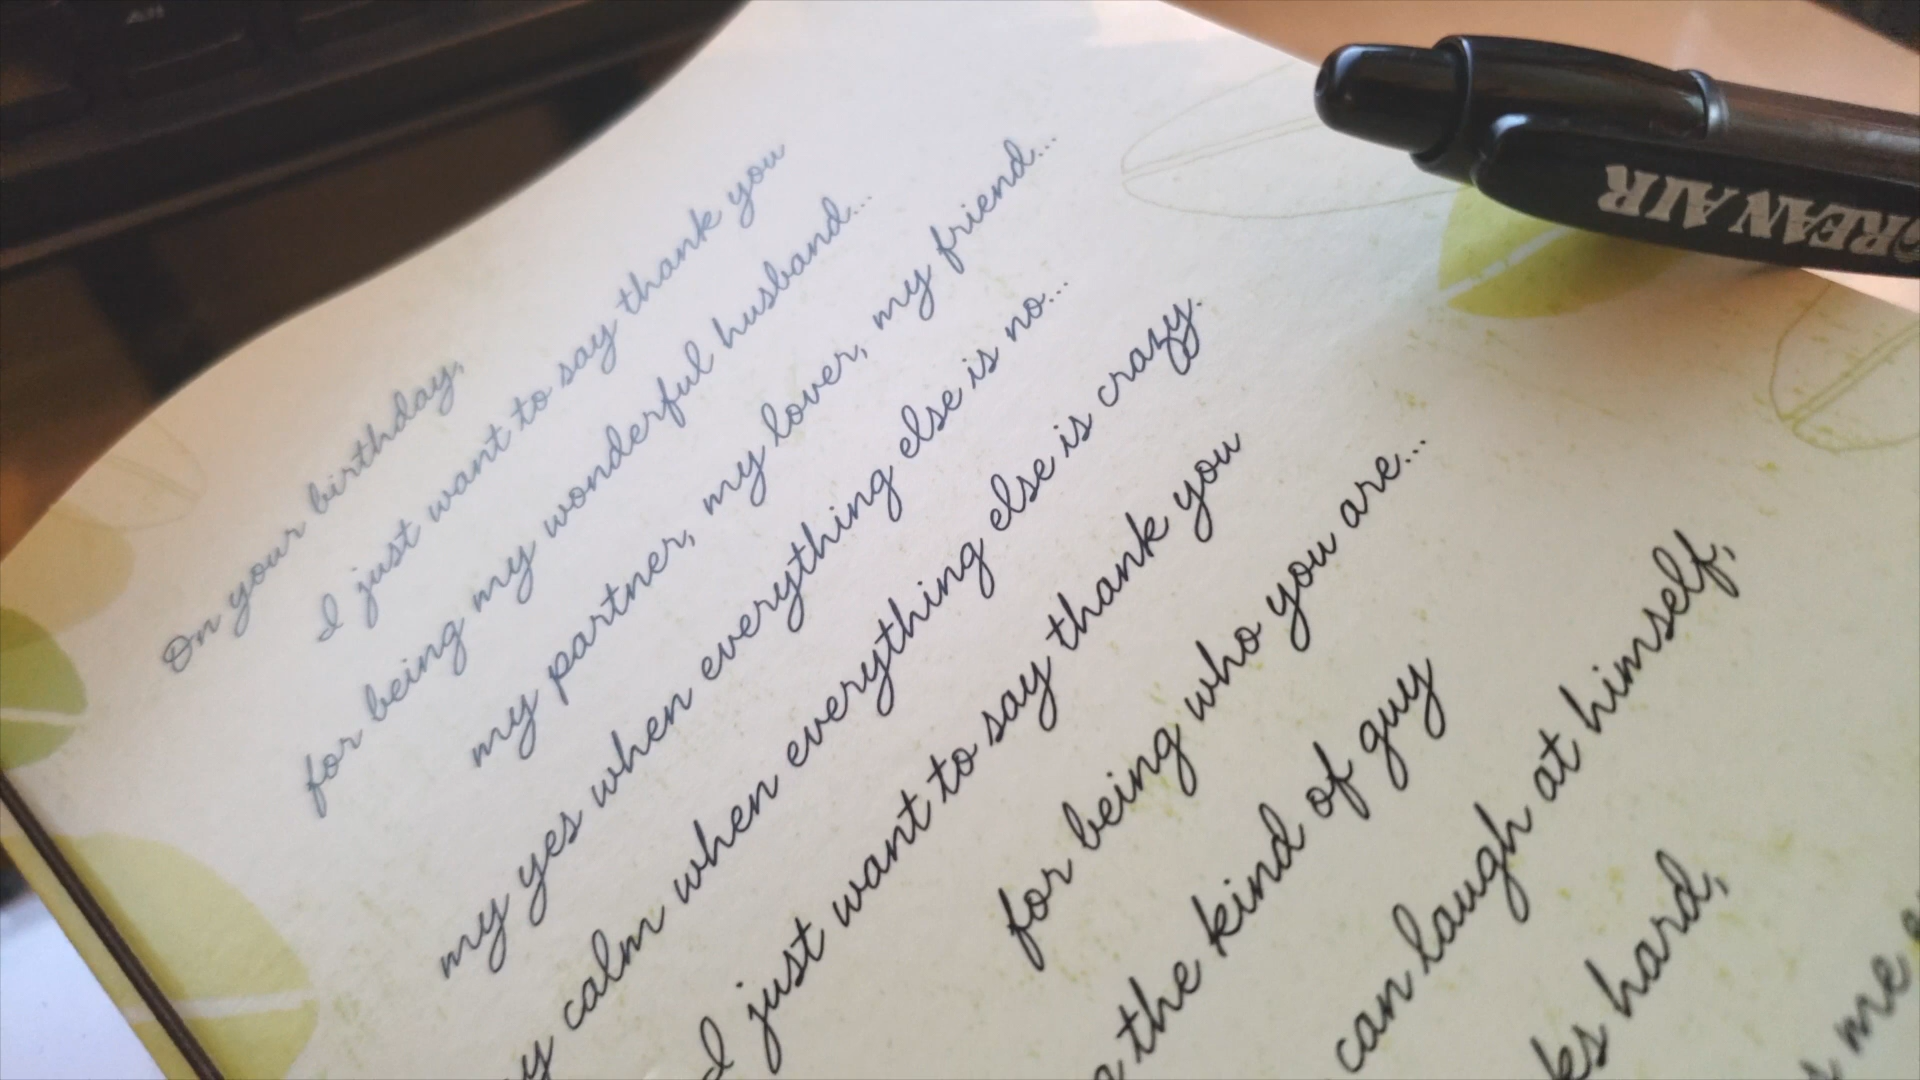 On your birthday,
I just want to say thank you
for being my wonderful husband...
my partner, my lover, my friend...
my yes when everything else is no...
calm when everything else is crazy.
I just want to say thank you
for being who you are...
the kind of guy
can laugh at himself,
hard,
me
AIR